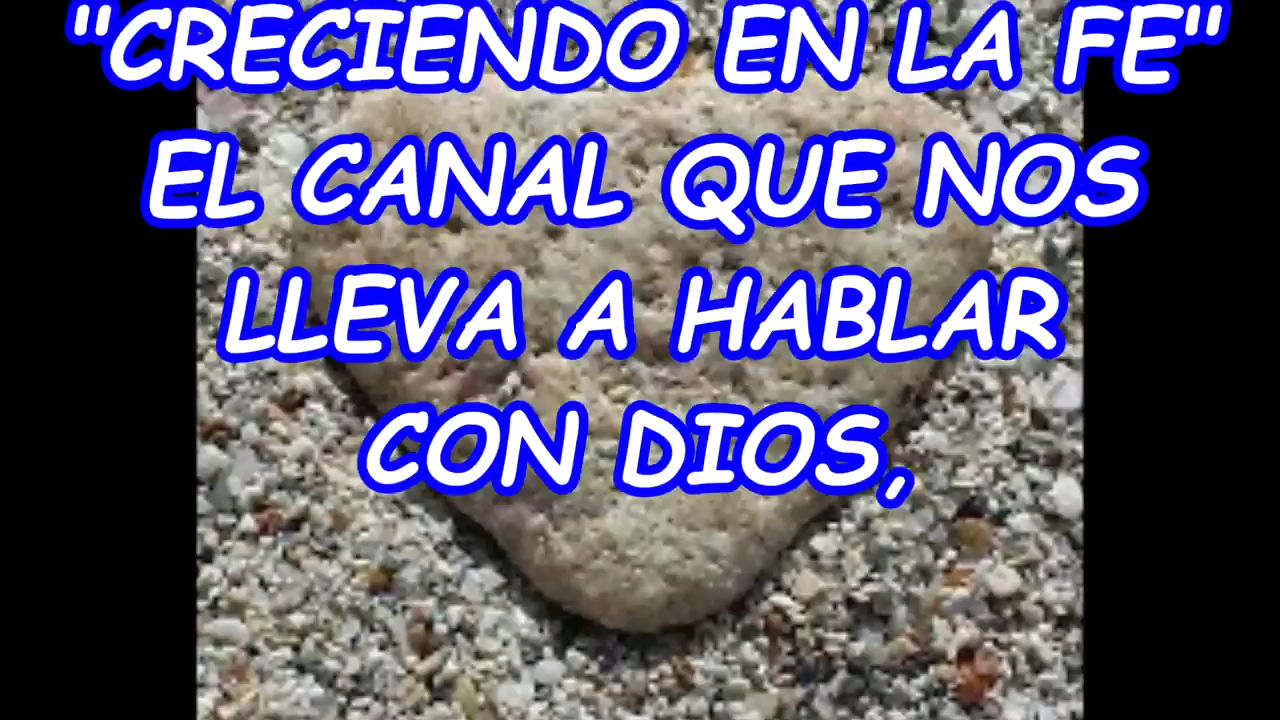 "CRECIENDO EN LA FE"
EL CANAL QUE NOS
LLEVA A HABLAR
CON DIOS,